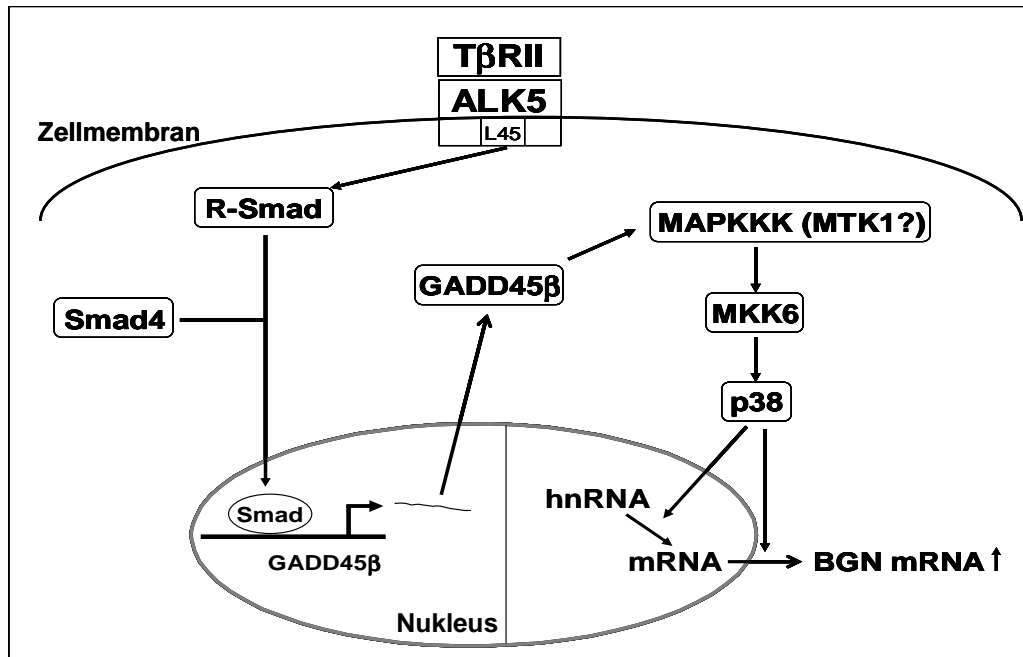 TβRII
ALK5
L45
Zellmembran
R-Smad
MAPKKK (MTK1?)
GADD45β
Smad4
MKK6
p38
hnRNA
Smad
mRNA
BGN mRNA↑
GADD45β
Nukleus